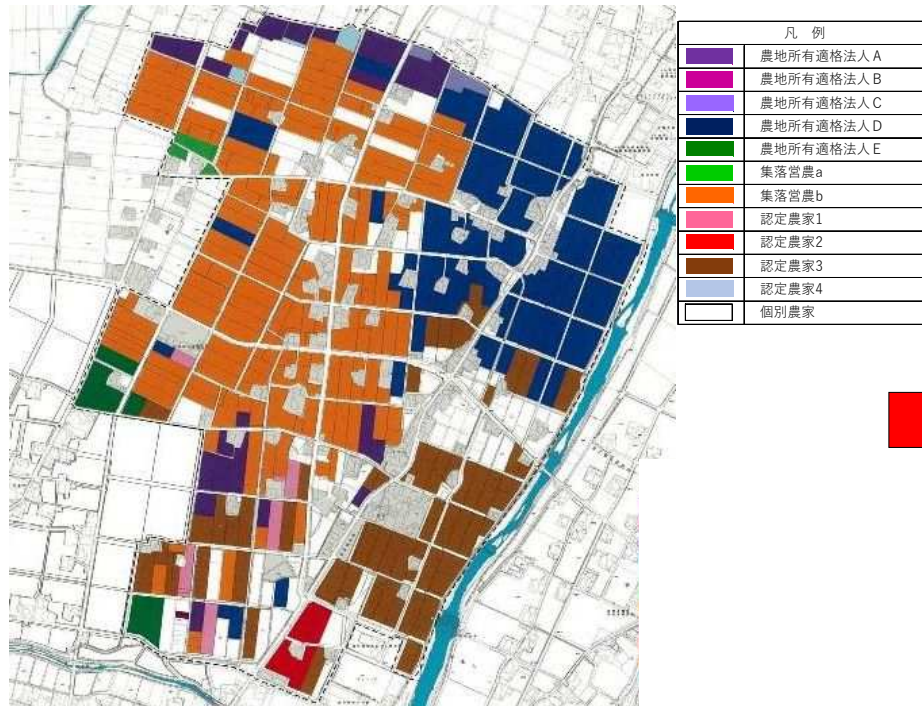 凡 例
農地所有適格法人A
農地所有適格法人B
農地所有適格法人C
農地所有適格法人D
農地所有適格法人E
集落営農a
集落営農b
認定農家1
認定農家2
認定農家3
認定農家4
個別農家